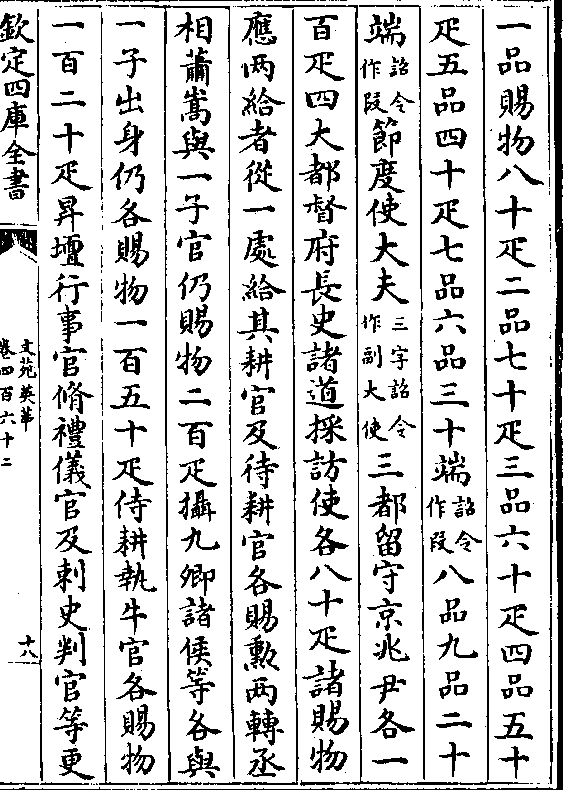 一品賜物八十疋二品七十疋三品六十疋四品五十
疋五品四十疋七品六品三十端詔令作段八品九品二十
端詔令作段節度使大夫三字詔令作副大使三都留守京兆尹各一
百疋四大都督府長史諸道採訪使各八十疋諸賜物
應两給者從一處給其耕官及待耕官各賜勲两轉丞
相蕭嵩與一子官仍賜物二百疋攝九卿諸侯等各與
一子出身仍各賜物一百五十疋侍耕執牛官各賜物
一百二十疋昇壇行事官脩禮儀官及刺史判官等更
欽定四庫全書
文苑英華
卷四百六十二
十八